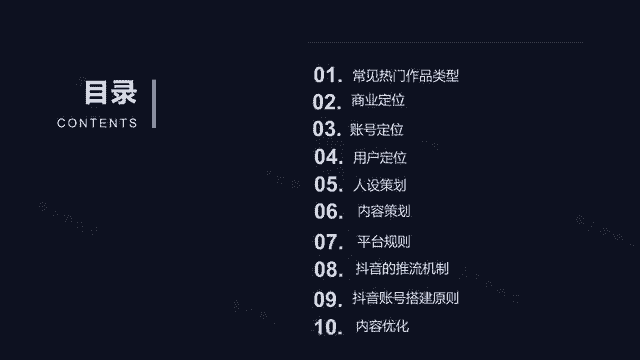 目录
CONTENTS
01. 常见热门作品类型
02. 商业定位
03. 账号定位
04. 用户定位
05. 人设策划
06. 内容策划
07. 平台规则
08. 抖音的推流机制
09. 抖音账号搭建原则
10. 内容优化